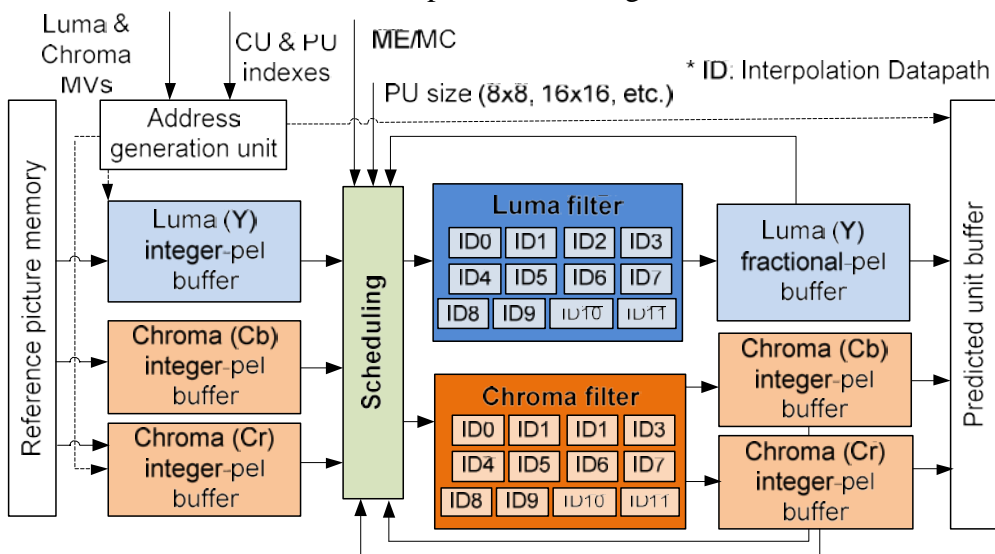 Luma &
Chroma
MVs
CU & PU
indexes
ME/MC
PU size (8x8, 16x16, etc.)
* ID: Interpolation Datapath
Reference picture memory
Address
generation unit
Luma (Y)
integer-pel
buffer
Chroma (Cb)
integer-pel
buffer
Chroma (Cr)
integer-pel
buffer
Scheduling
Luma filter
ID0 ID1 ID2 ID3
ID4 ID5 ID6 ID7
ID8 ID9 ID10 ID11
Chroma filter
ID0 ID1 ID1 ID3
ID4 ID5 ID6 ID7
ID8 ID9 ID10 ID11
Luma (Y)
fractional-pel
buffer
Chroma (Cb)
integer-pel
buffer
Chroma (Cr)
integer-pel
buffer
Predicted unit buffer